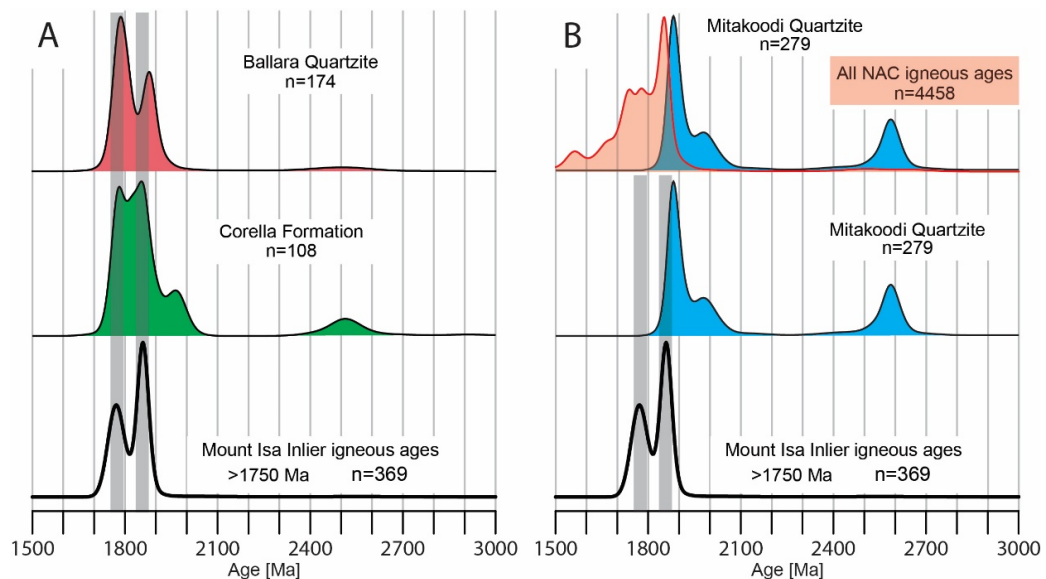 A
Ballara Quartzite
n=174
Corella Formation
n=108
Mount Isa Inlier igneous ages
>1750 Ma n=369
1500 1800 2100 2400 2700 3000
Age [Ma]
B
Mitakoodi Quartzite
n=279
All NAC igneous ages
n=4458
Mitakoodi Quartzite
n=279
Mount Isa Inlier igneous ages
>1750 Ma n=369
1500 1800 2100 2400 2700 3000
Age [Ma]